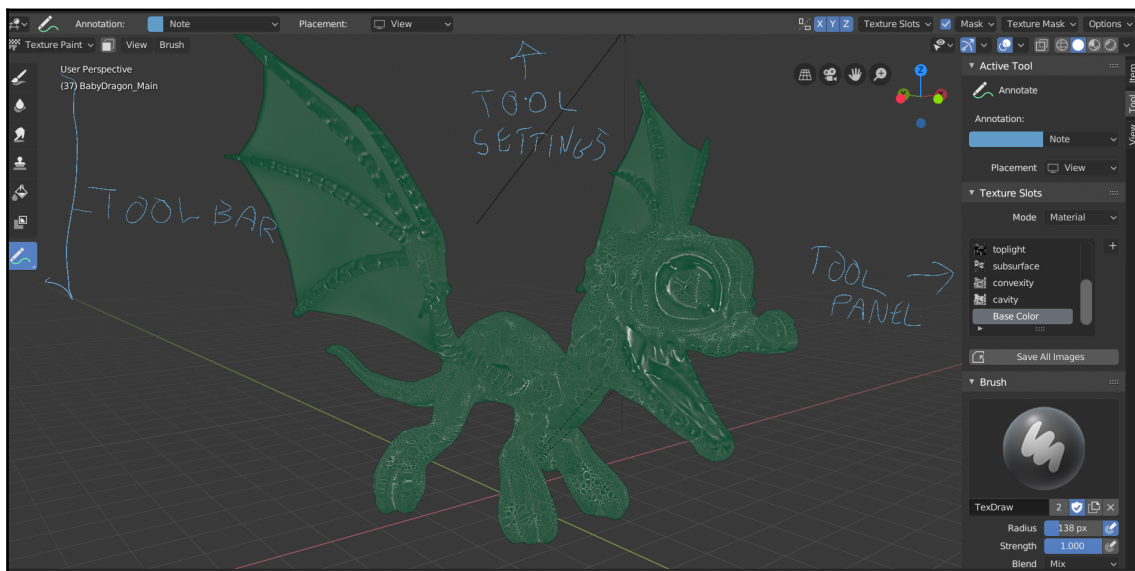 Annotation: Note Placement: View X Y Z Texture Slots Mask Texture Mask Options
Texture Paint View Brush
User Perspective
(37) BabyDragon_Main
TOOL
SETTINGS
TOOLBAR
TOOL
PANEL
Z
Active Tool
Annotate
Annotation:
Note
Placement View
Texture Slots
Mode Material
toplight
subsurface
convexity
cavity
Base Color
Save All Images
Brush
TexDraw 2
Radius 138 px
Strength 1.000
Blend Mix
Item
Tool
View